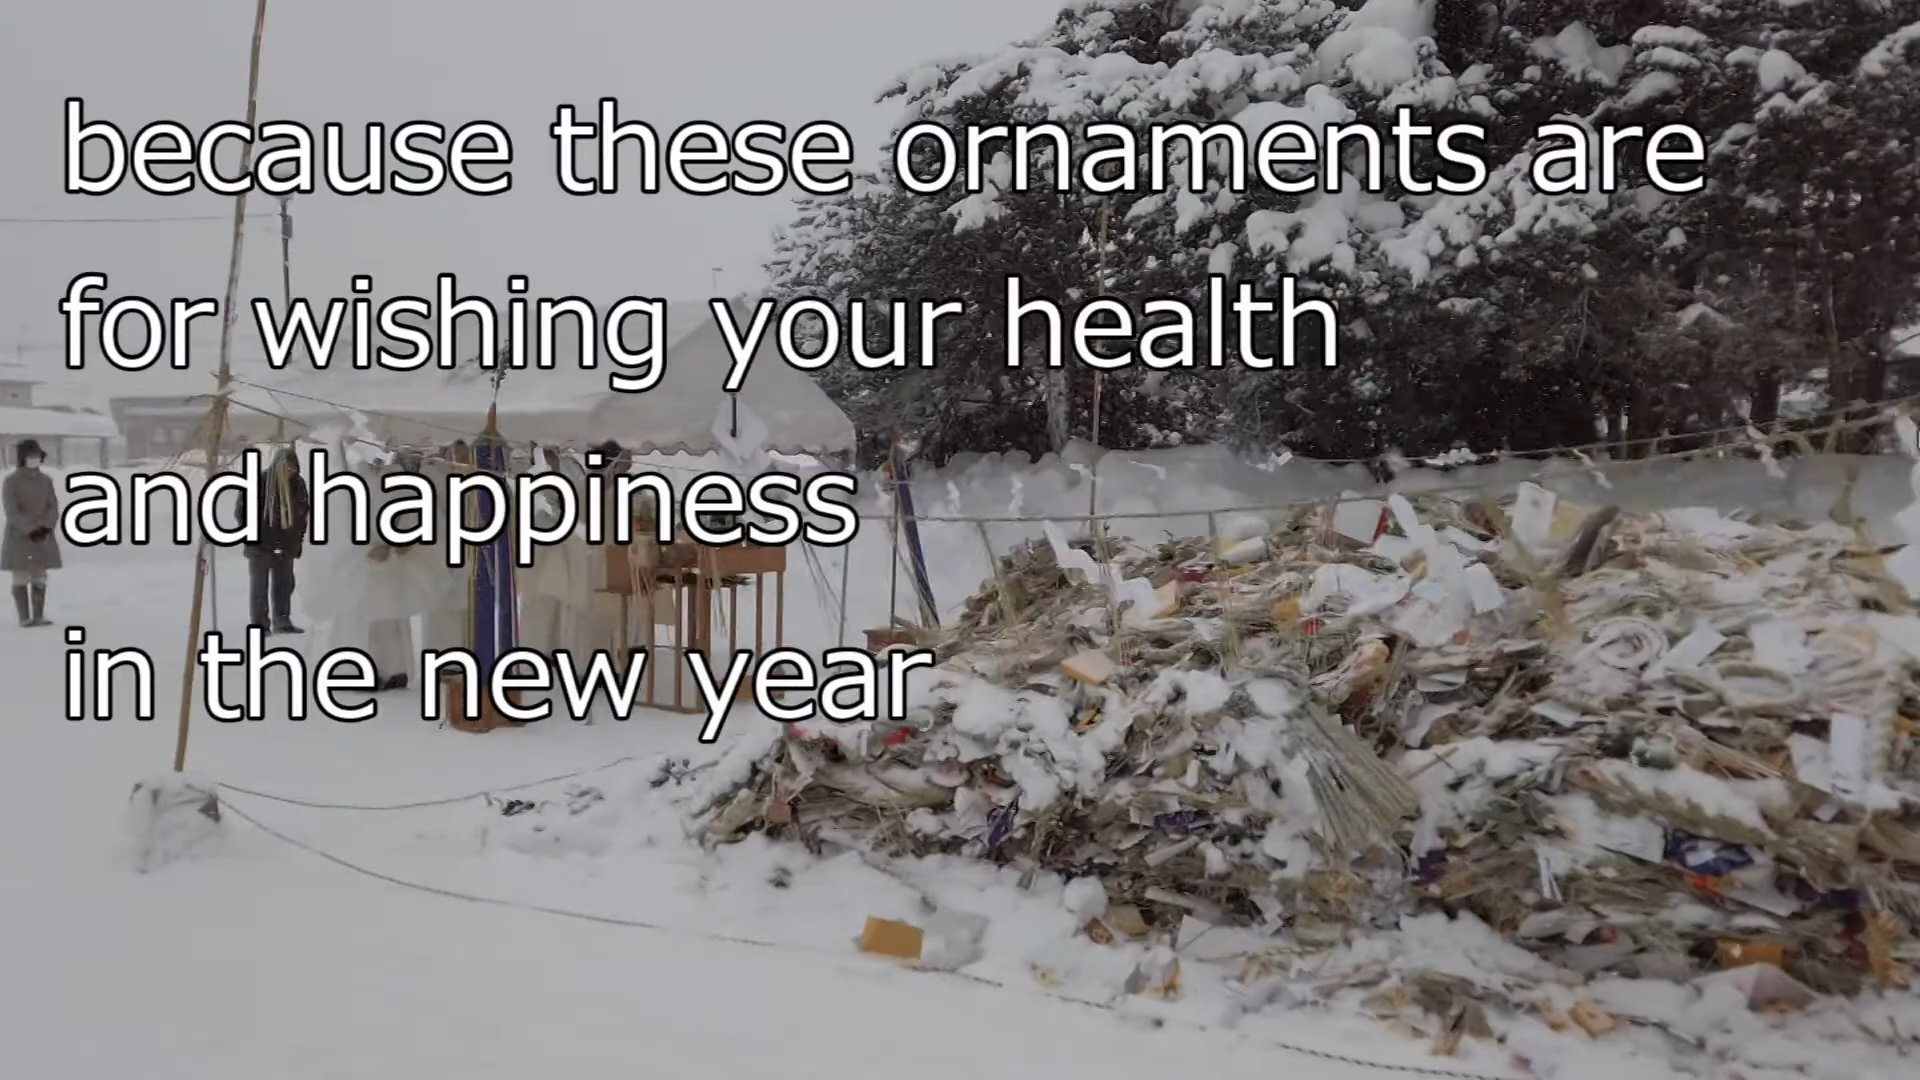 because these ornaments are
for wishing your health
and happiness
in the new year